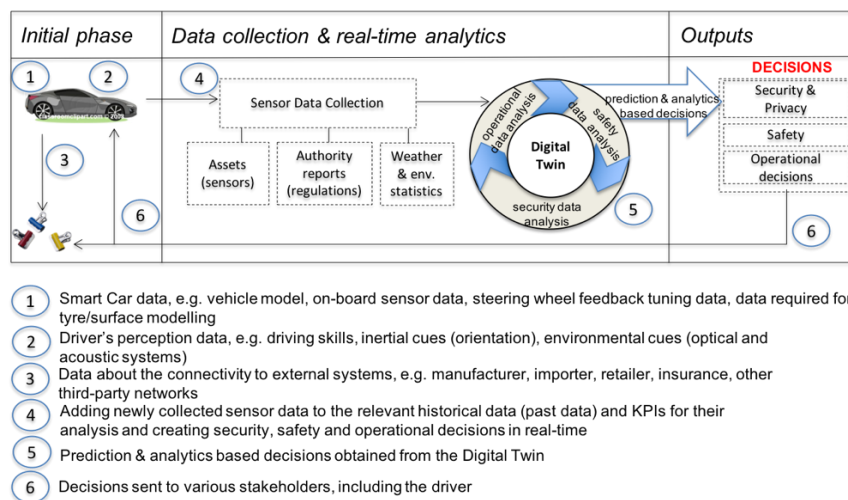 Initial phase
Data collection & real-time analytics
Outputs
1
2
4
Sensor Data Collection
Assets
(sensors)
Authority
reports
(regulations)
Weather
& env.
statistics
3
6
operational
data analysis
safety
data analysis
Digital
Twin
security data
analysis
5
prediction & analytics
based decisions
DECISIONS
Security &
Privacy
Safety
Operational
decisions
6
1 Smart Car data, e.g. vehicle model, on-board sensor data, steering wheel feedback tuning data, data required for
tyre/surface modelling
2 Driver's perception data, e.g. driving skills, inertial cues (orientation), environmental cues (optical and
acoustic systems)
3 Data about the connectivity to external systems, e.g. manufacturer, importer, retailer, insurance, other
third-party networks
4 Adding newly collected sensor data to the relevant historical data (past data) and KPIs for their
analysis and creating security, safety and operational decisions in real-time
5 Prediction & analytics based decisions obtained from the Digital Twin
6 Decisions sent to various stakeholders, including the driver